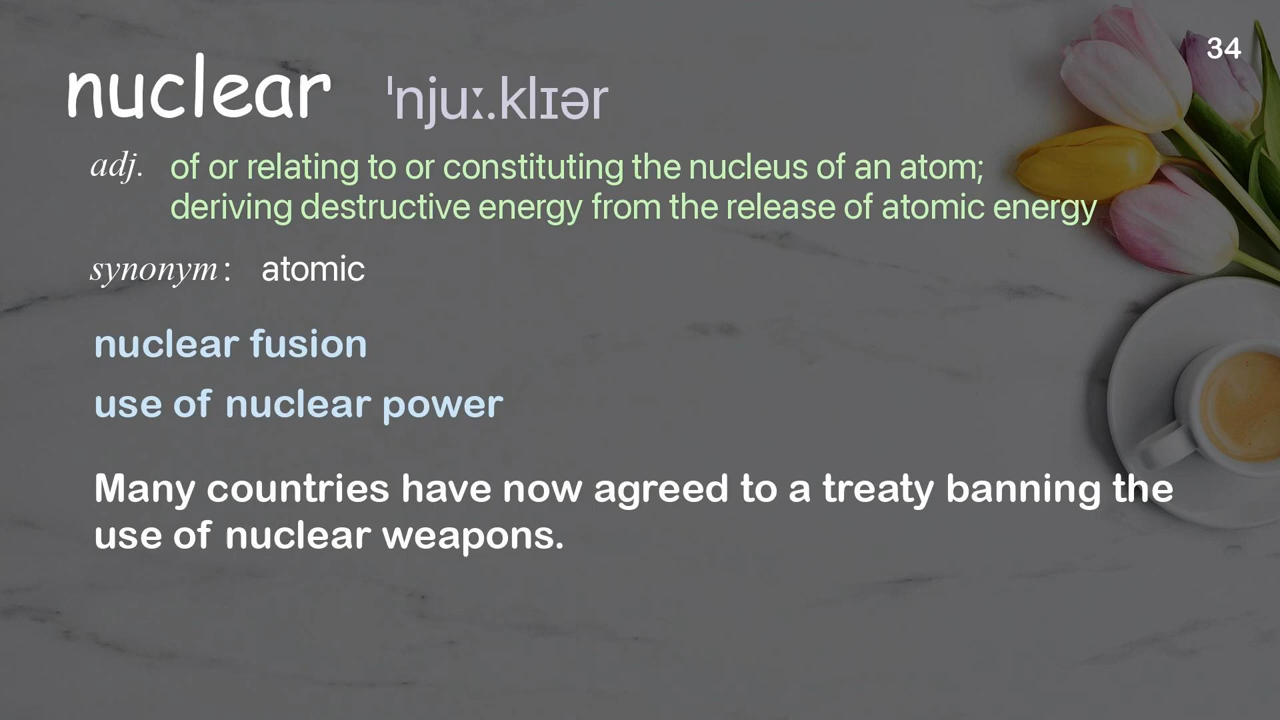 34
nuclear ˈnjuː.klɪər
adj. of or relating to or constituting the nucleus of an atom;
deriving destructive energy from the release of atomic energy
synonym: atomic
nuclear fusion
use of nuclear power
Many countries have now agreed to a treaty banning the
use of nuclear weapons.